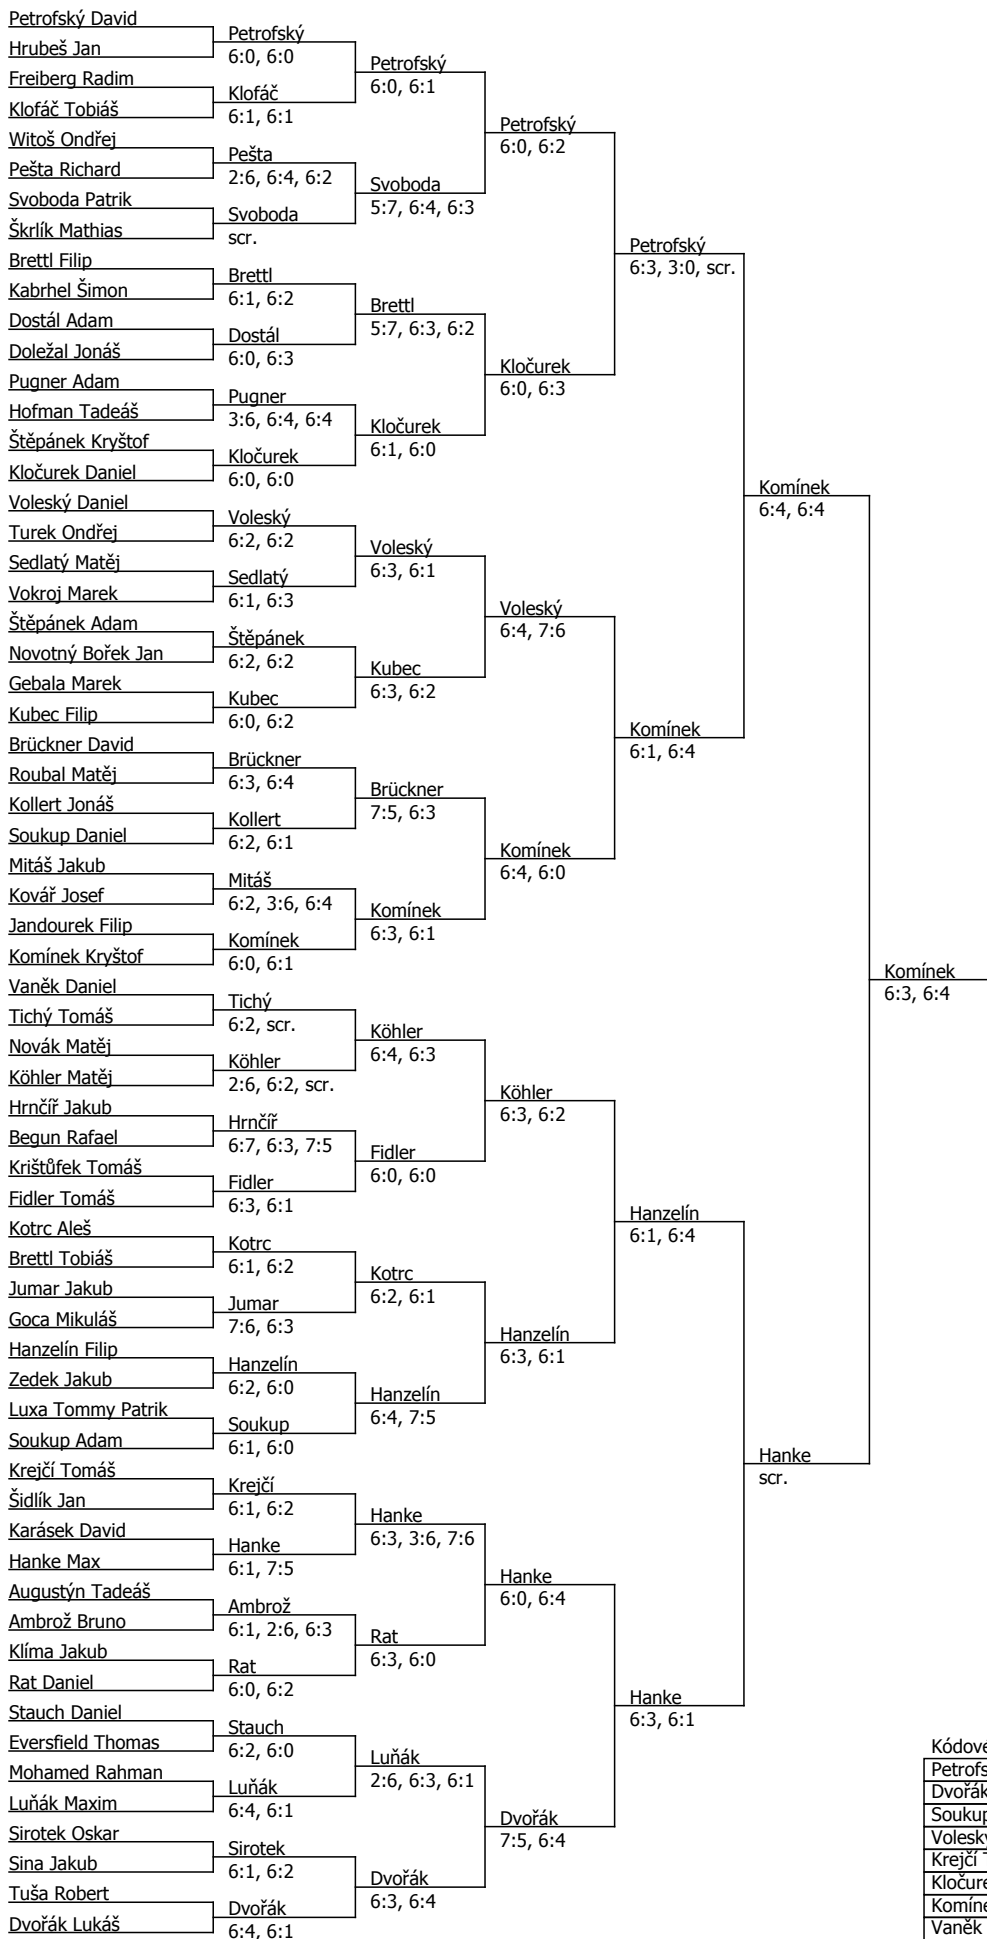 Petrofský David
Hrubeš Jan
Freiberg Radim
Klofáč Tobiáš
Witoš Ondřej
Pešta Richard
Svoboda Patrik
Škrlík Mathias
Brettl Filip
Kabrhel Šimon
Dostál Adam
Doležal Jonáš
Pugner Adam
Hofman Tadeáš
Štěpánek Kryštof
Kločurek Daniel
Voleský Daniel
Turek Ondřej
Sedlatý Matěj
Vokroj Marek
Štěpánek Adam
Novotný Bořek Jan
Gebala Marek
Kubec Filip
Brückner David
Roubal Matěj
Kollert Jonáš
Soukup Daniel
Mitáš Jakub
Kovář Josef
Jandourek Filip
Komínek Kryštof
Vaněk Daniel
Tichý Tomáš
Novák Matěj
Köhler Matěj
Hrnčíř Jakub
Begun Rafael
Krištůfek Tomáš
Fidler Tomáš
Kotrc Aleš
Brettl Tobiáš
Jumar Jakub
Goca Mikuláš
Hanzelín Filip
Zedek Jakub
Luxa Tommy Patrik
Soukup Adam
Krejčí Tomáš
Šidlík Jan
Karásek David
Hanke Max
Augustýn Tadeáš
Ambrož Bruno
Klíma Jakub
Rat Daniel
Stauch Daniel
Eversfield Thomas
Mohamed Rahman
Luňák Maxim
Sirotek Oskar
Sina Jakub
Tuša Robert
Dvořák Lukáš
Petrofský
6:0, 6:0
Klofáč
6:1, 6:1
Pešta
2:6, 6:4, 6:2
Svoboda
scr.
Brettl
6:1, 6:2
Dostál
6:0, 6:3
Pugner
3:6, 6:4, 6:4
Kločurek
6:0, 6:0
Voleský
6:2, 6:2
Sedlatý
6:1, 6:3
Štěpánek
6:2, 6:2
Kubec
6:0, 6:2
Brückner
6:3, 6:4
Kollert
6:2, 6:1
Mitáš
6:2, 3:6, 6:4
Komínek
6:0, 6:1
Tichý
6:2, scr.
Köhler
2:6, 6:2, scr.
Hrnčíř
6:7, 6:3, 7:5
Fidler
6:3, 6:1
Kotrc
6:1, 6:2
Jumar
7:6, 6:3
Hanzelín
6:2, 6:0
Soukup
6:1, 6:0
Krejčí
6:1, 6:2
Hanke
6:1, 7:5
Ambrož
6:1, 2:6, 6:3
Rat
6:0, 6:2
Stauch
6:2, 6:0
Luňák
6:4, 6:1
Sirotek
6:1, 6:2
Dvořák
6:4, 6:1
Petrofský
6:0, 6:1
Svoboda
5:7, 6:4, 6:3
Brettl
5:7, 6:3, 6:2
Kločurek
6:1, 6:0
Voleský
6:3, 6:1
Kubec
6:3, 6:2
Brückner
7:5, 6:3
Komínek
6:3, 6:1
Köhler
6:4, 6:3
Fidler
6:0, 6:0
Kotrc
6:2, 6:1
Hanzelín
6:4, 7:5
Hanke
6:3, 3:6, 7:6
Rat
6:3, 6:0
Luňák
2:6, 6:3, 6:1
Dvořák
6:3, 6:4
Petrofský
6:0, 6:2
Kločurek
6:0, 6:3
Voleský
6:4, 7:6
Komínek
6:4, 6:0
Köhler
6:3, 6:2
Hanzelín
6:3, 6:1
Hanke
6:0, 6:4
Dvořák
7:5, 6:4
Petrofský
6:3, 3:0, scr.
Komínek
6:1, 6:4
Hanzelín
6:1, 6:4
Hanke
6:3, 6:1
Komínek
6:4, 6:4
Hanke
scr.
Komínek
6:3, 6:4
Kódové
Petrofs
Dvořák
Soukup
Volesk
Krejčí
Kločure
Komíne
Vaněk